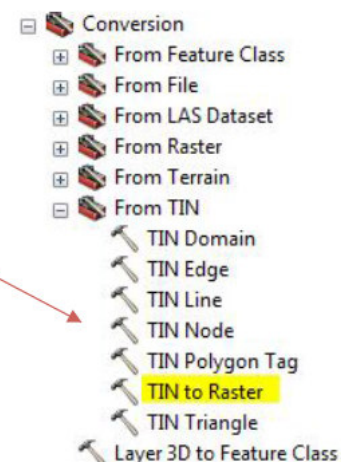 Conversion
From Feature Class
From File
From LAS Dataset
From Raster
From Terrain
From TIN
TIN Domain
TIN Edge
TIN Line
TIN Node
TIN Polygon Tag
TIN to Raster
TIN Triangle
Layer 3D to Feature Class